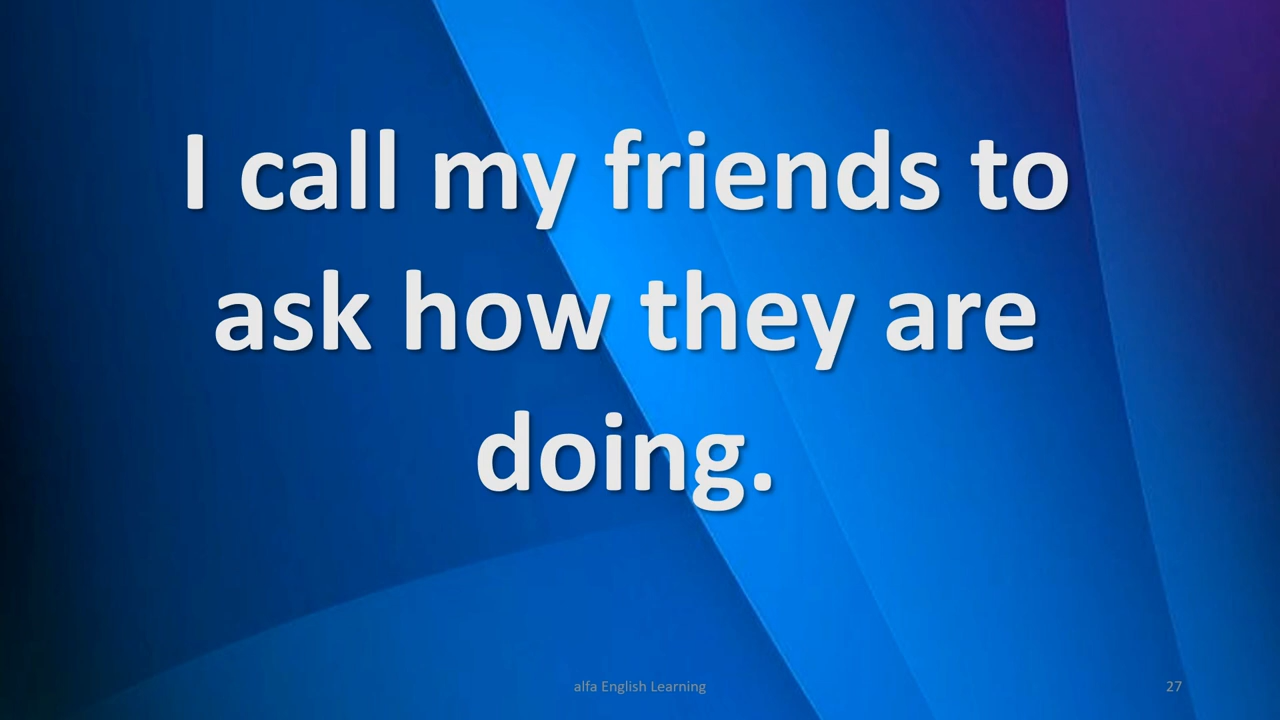 I call my friends to
ask how they are
doing.
alfa English Learning
27